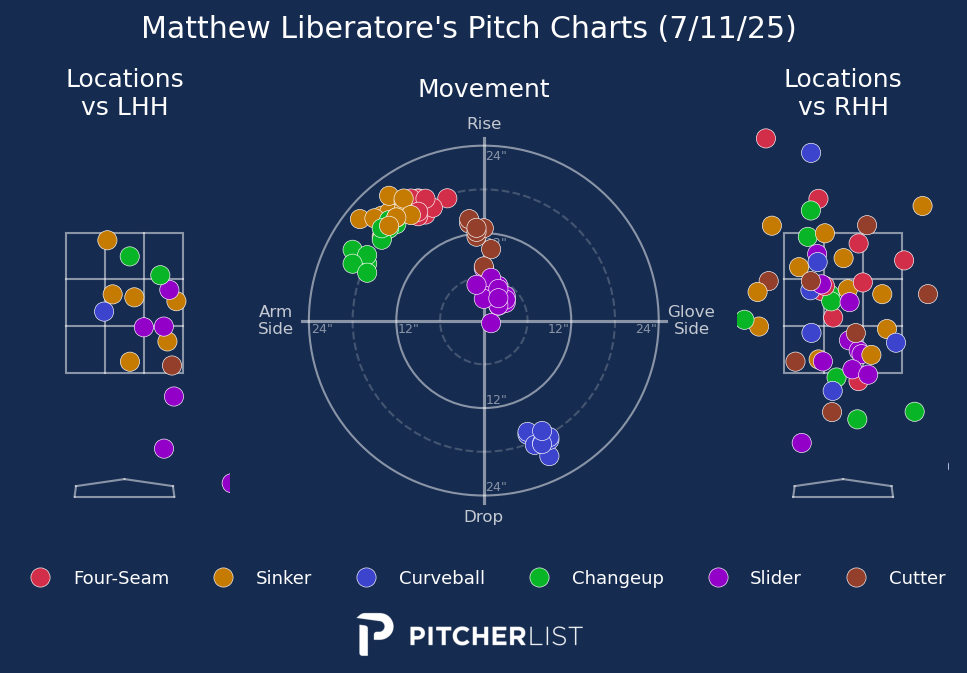 Matthew Liberatore's Pitch Charts (7/11/25)
Locations
vs LHH
Movement
Locations
vs RHH
Rise
24"
12"
Arm
Side
24"
12"
12"
24"
Glove
Side
12"
24"
Drop
Four-Seam
Sinker
Curveball
Changeup
Slider
Cutter
PITCHERLIST